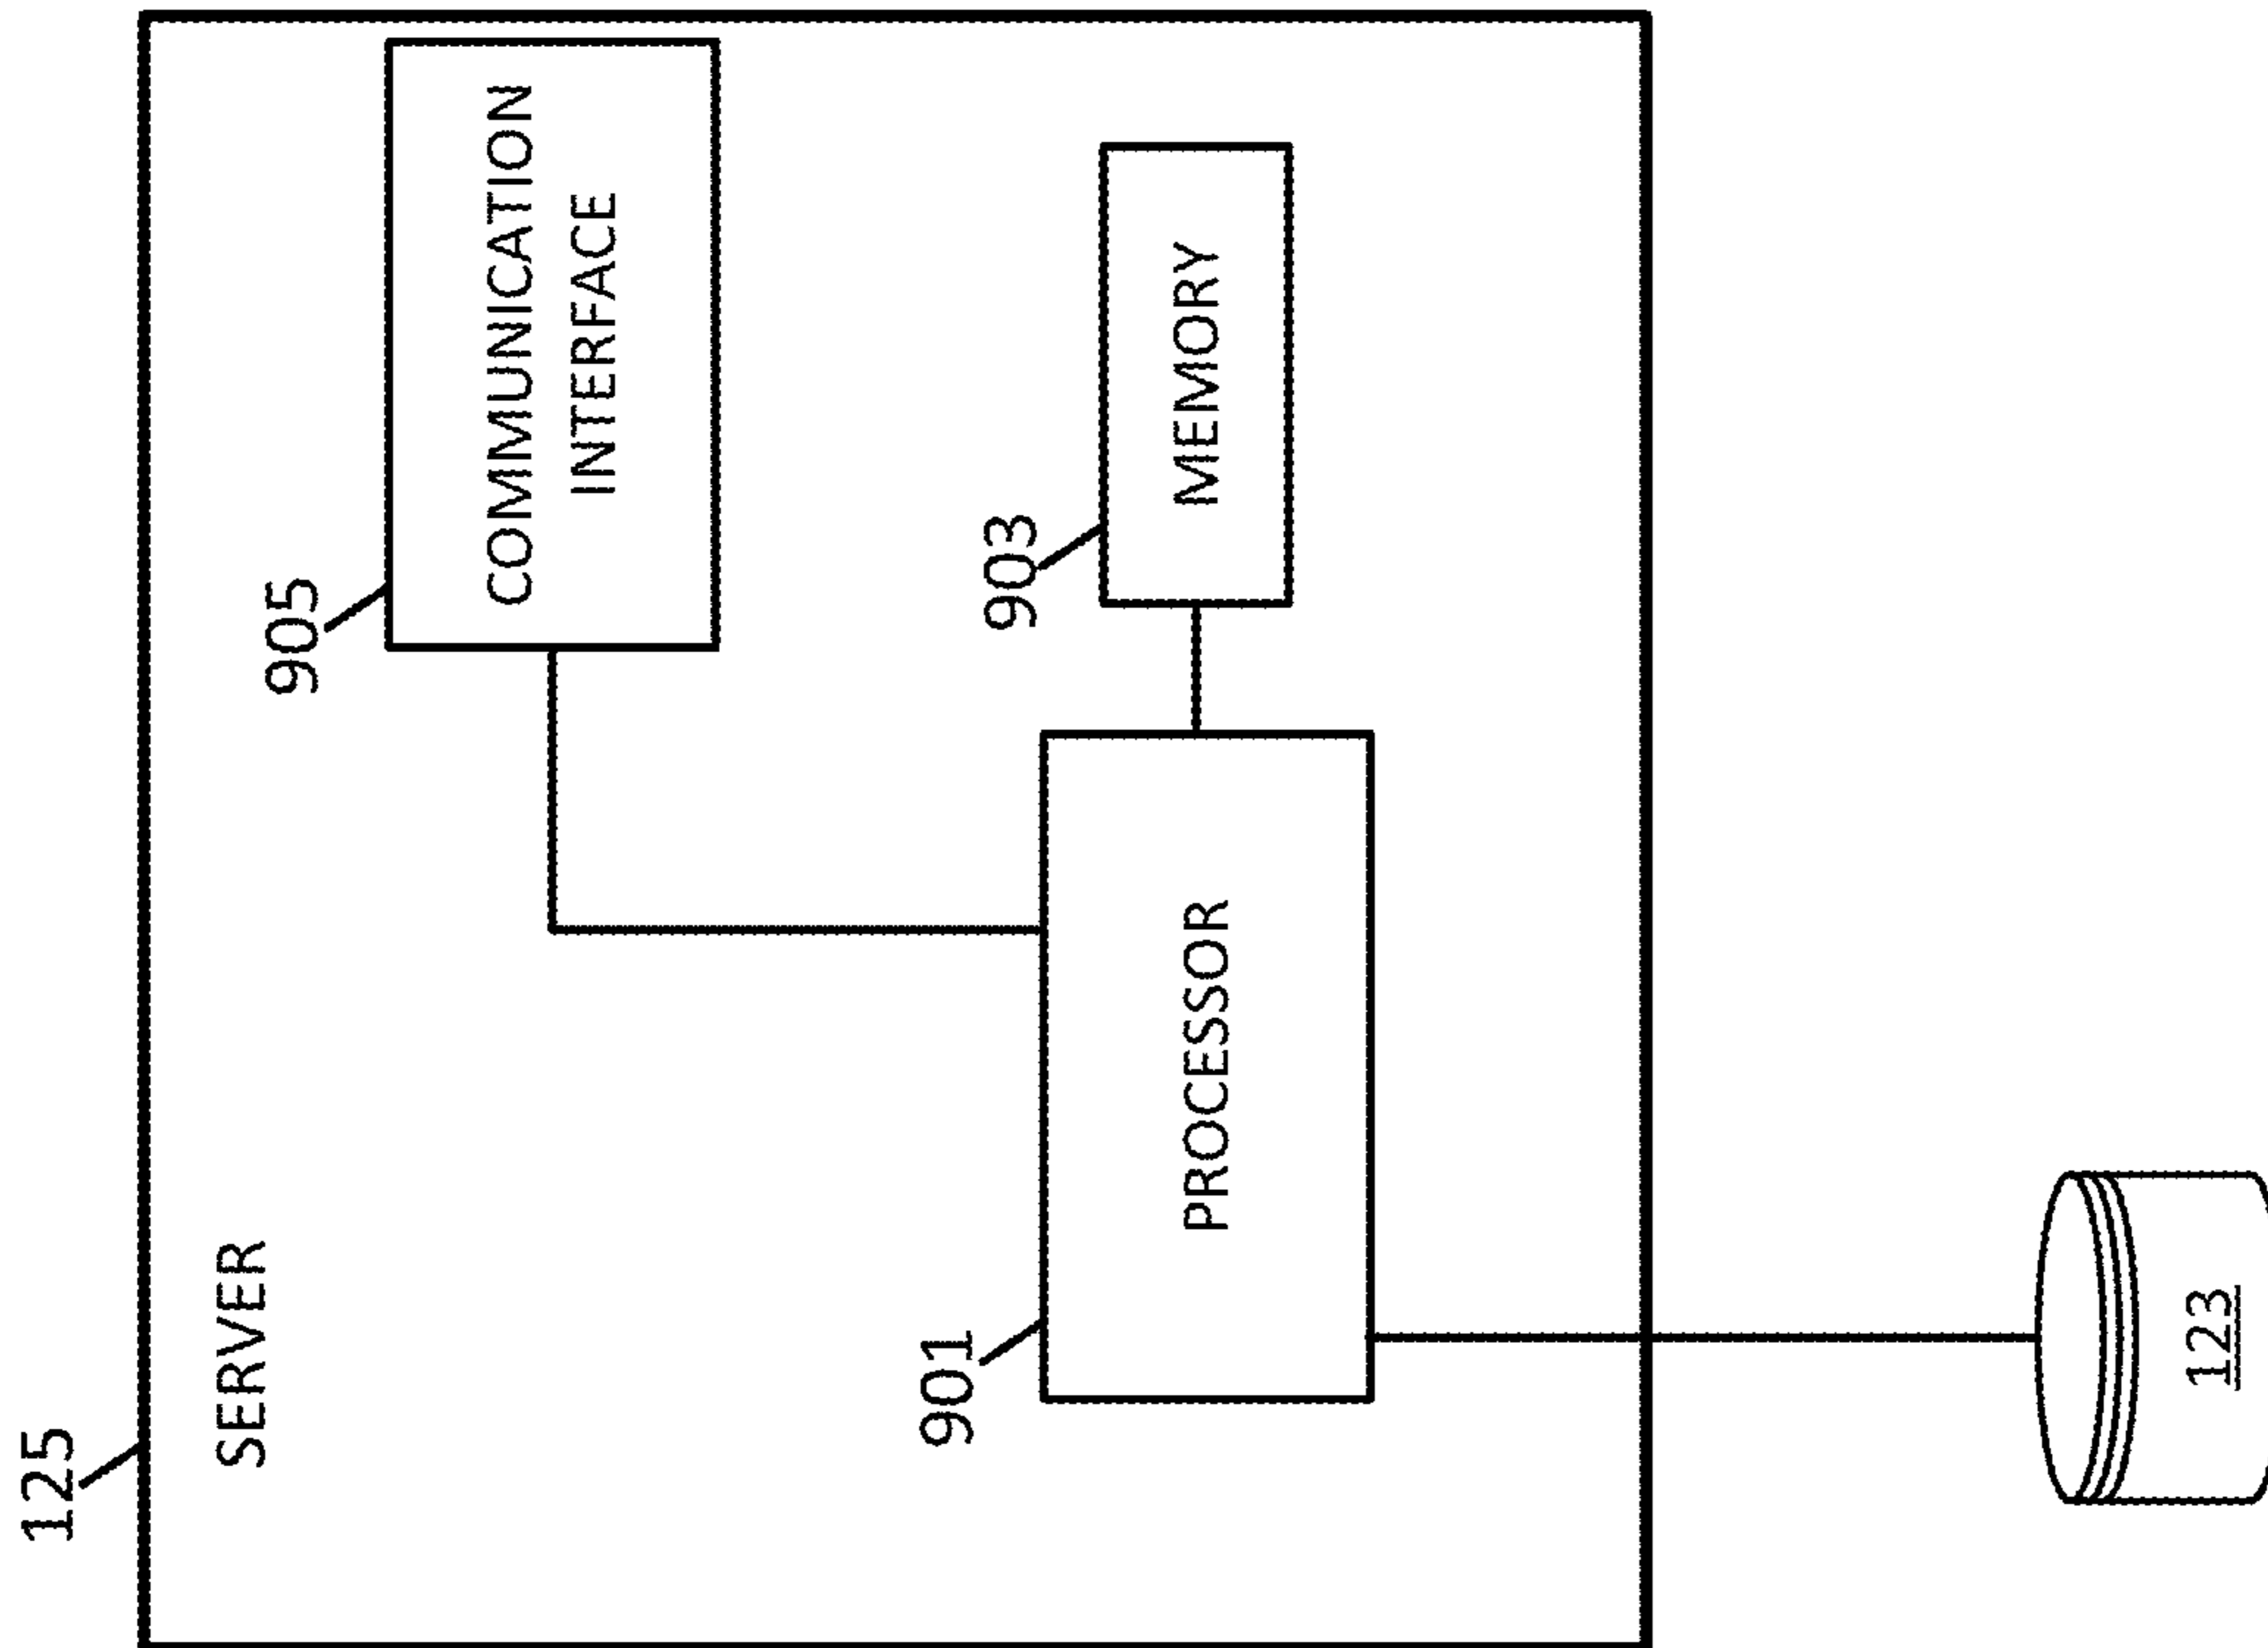 125
SERVER
905
COMMUNICATION
INTERFACE
903
MEMORY
901
PROCESSOR
123